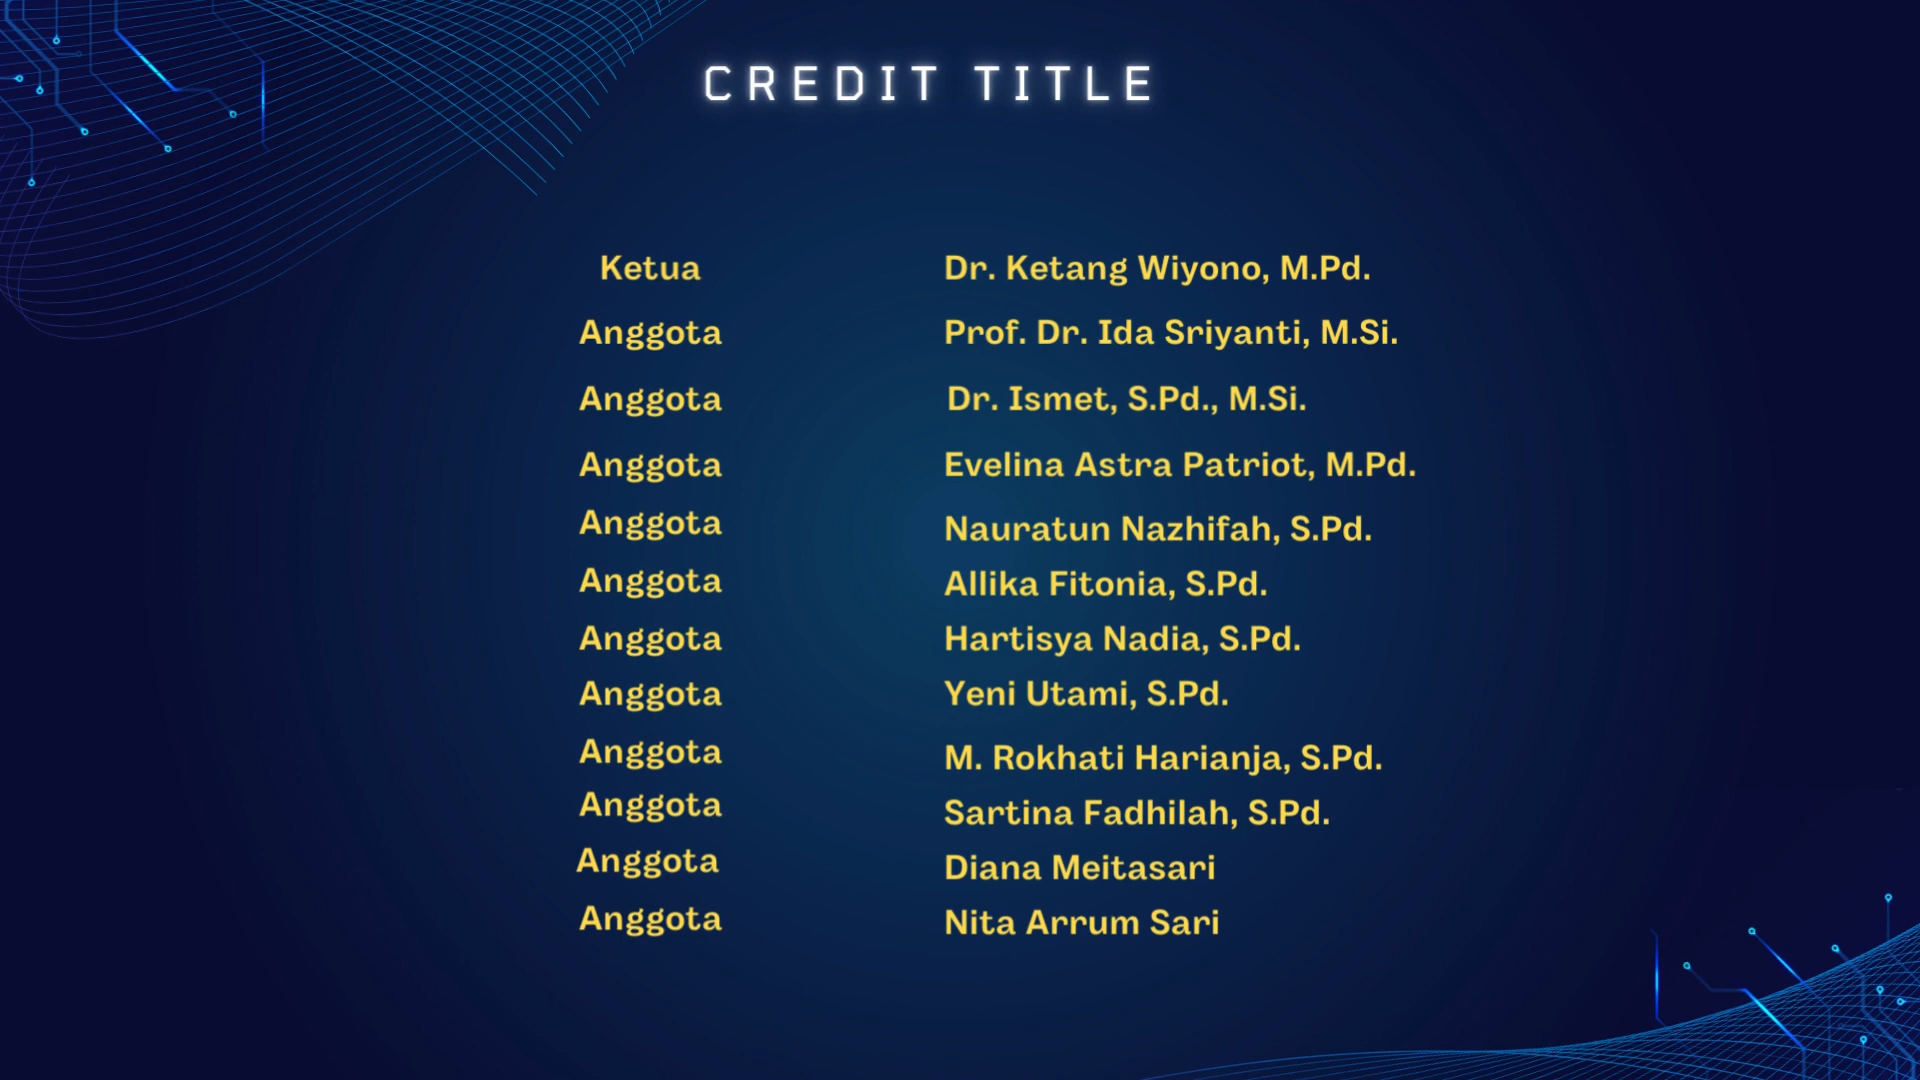 CREDIT TITLE
Ketua Dr. Ketang Wiyono, M.Pd.
Anggota Prof. Dr. Ida Sriyanti, M.Si.
Anggota Dr. Ismet, S.Pd., M.Si.
Anggota Evelina Astra Patriot, M.Pd.
Anggota Nauratun Nazhifah, S.Pd.
Anggota Allika Fitonia, S.Pd.
Anggota Hartisya Nadia, S.Pd.
Anggota Yeni Utami, S.Pd.
Anggota M. Rokhati Harianja, S.Pd.
Anggota Sartina Fadhilah, S.Pd.
Anggota Diana Meitasari
Anggota Nita Arrum Sari